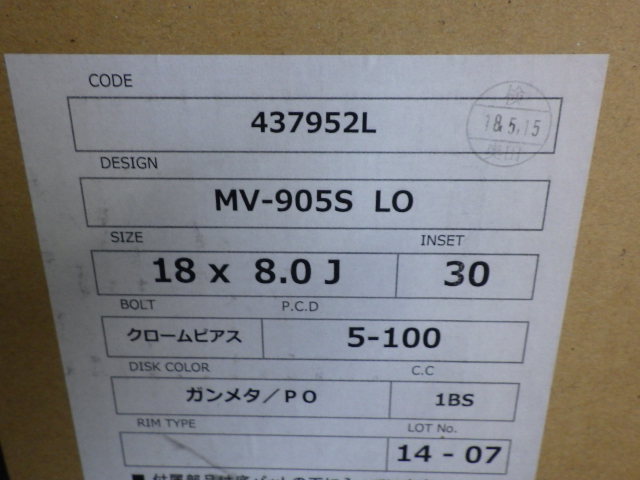 CODE
437952L
検
18.5.15
DESIGN
MV-905S LO
SIZE
INSET
18 x 8.0 J
30
BOLT
P.C.D
クロームピアス
5-100
DISK COLOR
C.C
ガンメタ／PO
1BS
RIM TYPE
LOT No.
14 - 07